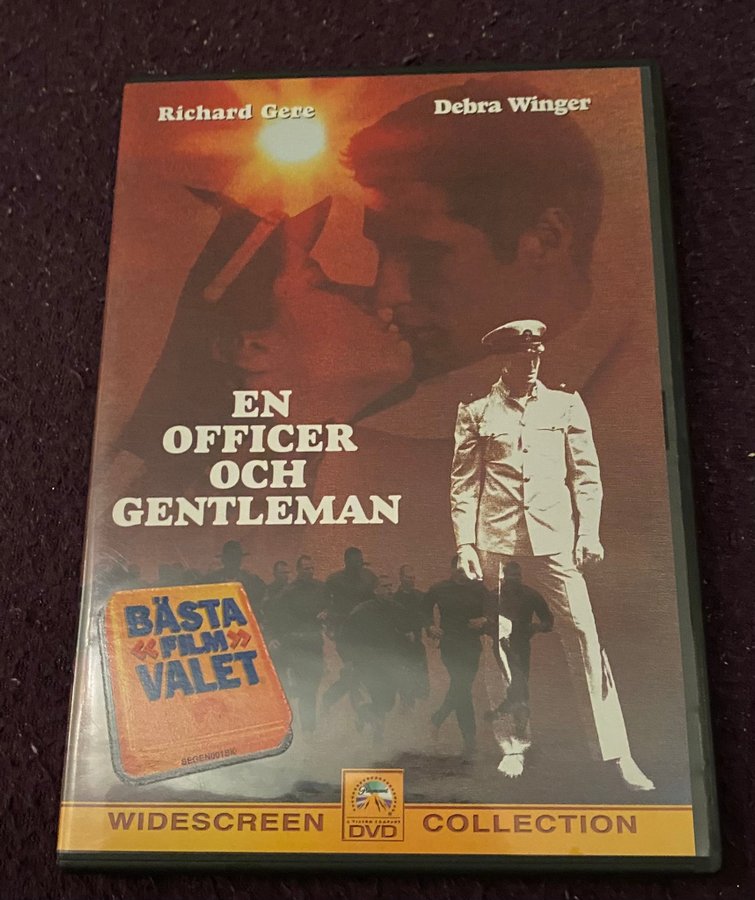 Richard Gere
Debra Winger
EN
OFFICER
OCH
GENTLEMAN
BÄSTA
«FILM»
VALET
WIDESCREEN
DVD
COLLECTION